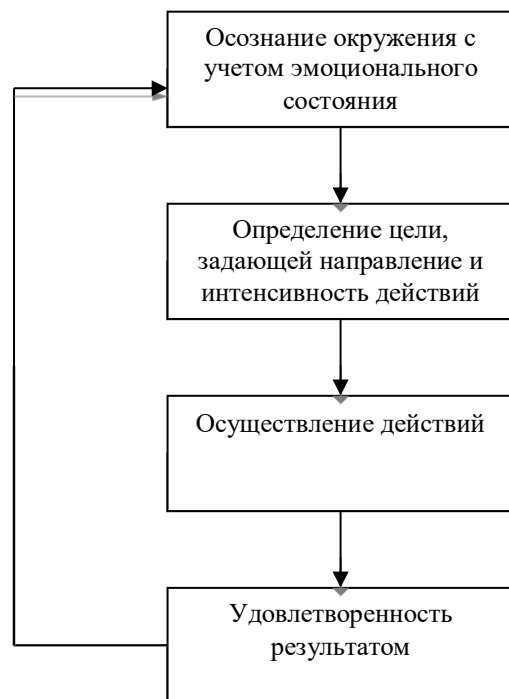 Осознание окружения с
учетом эмоционального
состояния
Определение цели,
задающей направление и
интенсивность действий
Осуществление действий
Удовлетворенность
результатом